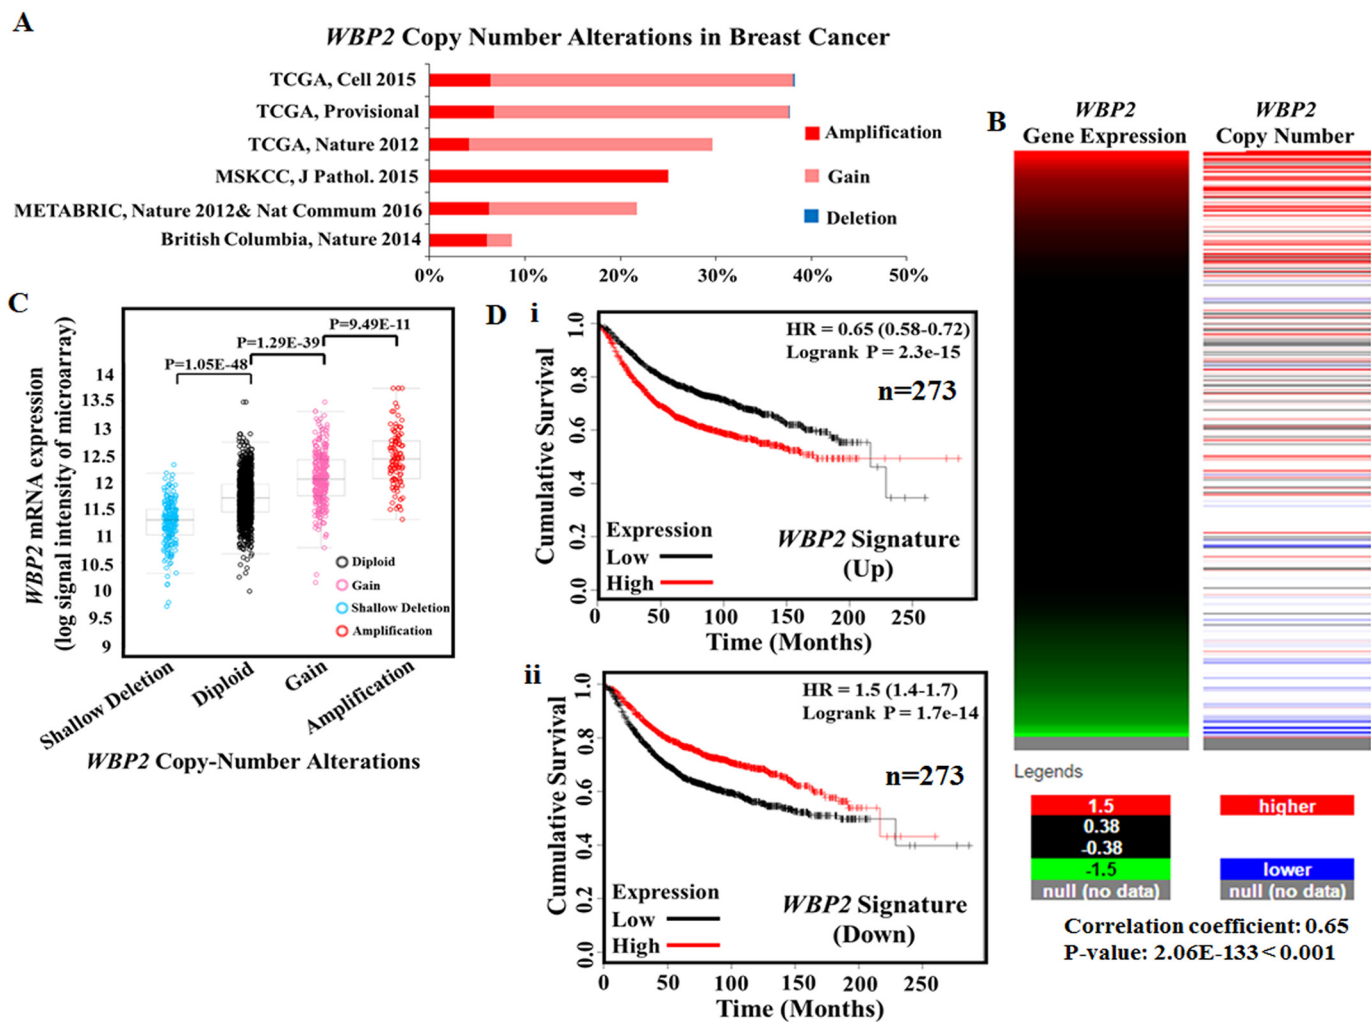 A
WBP2 Copy Number Alterations in Breast Cancer
TCGA, Cell 2015
TCGA, Provisional
TCGA, Nature 2012
MSKCC, J Pathol. 2015
METABRIC, Nature 2012& Nat Commum 2016
British Columbia, Nature 2014
0% 10% 20% 30% 40% 50%
Amplification
Gain
Deletion
B
WBP2
Gene Expression
WBP2
Copy Number
Legends
1.5
0.38
-0.38
-1.5
null (no data)
higher
lower
null (no data)
Correlation coefficient: 0.65
P-value: 2.06E-133 < 0.001
C
WBP2 mRNA expression
(log signal intensity of microarray)
14
13.5
13
12.5
12
11.5
11
10.5
10
9.5
9
P=1.05E-48
P=1.29E-39
P=9.49E-11
Diploid
Gain
Shallow Deletion
Amplification
Shallow Deletion
Diploid
Gain
Amplification
WBP2 Copy-Number Alterations
D
i
Cumulative Survival
1.0
0.8
0.6
0.4
0.2
0.0
HR = 0.65 (0.58-0.72)
Logrank P = 2.3e-15
n=273
Expression
Low
High
WBP2 Signature
(Up)
0 50 100 150 200 250
Time (Months)
ii
Cumulative Survival
1.0
0.8
0.6
0.4
0.2
0.0
HR = 1.5 (1.4-1.7)
Logrank P = 1.7e-14
n=273
Expression
Low
High
WBP2 Signature
(Down)
0 50 100 150 200 250
Time (Months)